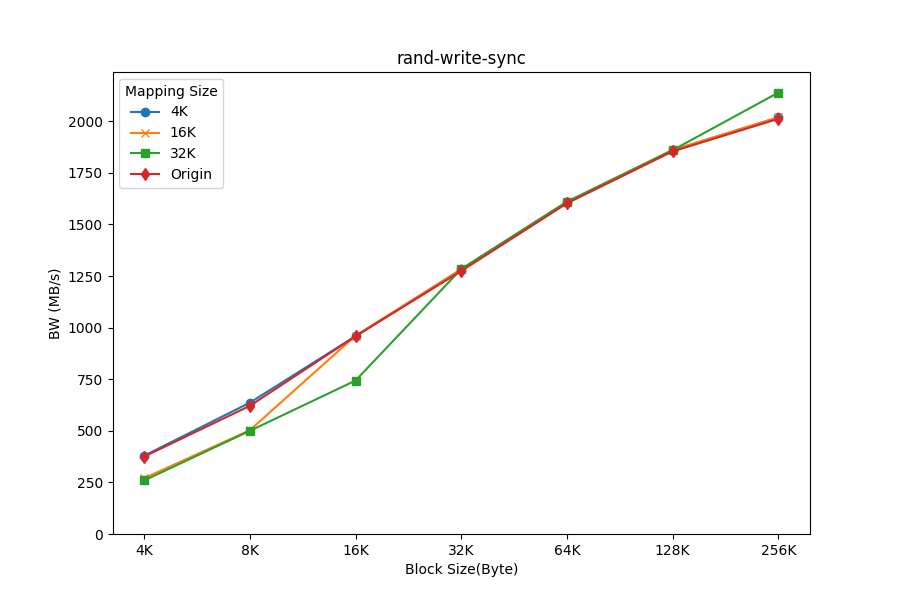 rand-write-sync
Mapping Size
4K
16K
32K
Origin
BW (MB/s)
2000
1750
1500
1250
1000
750
500
250
0
4K 8K 16K 32K 64K 128K 256K
Block Size(Byte)